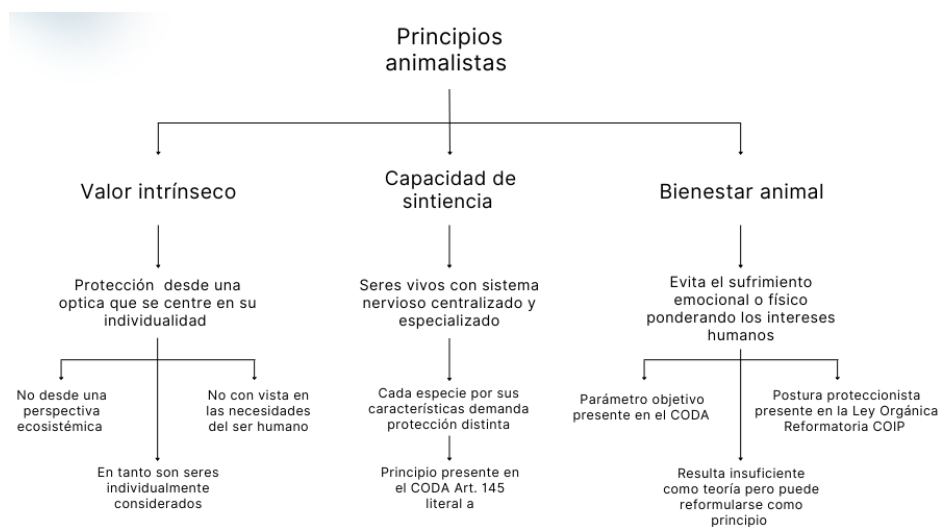 Principios
animalistas
Valor intrínseco
Protección desde una
optica que se centre en su
individualidad
No desde una
perspectiva
ecosistémica
No con vista en
las necesidades
del ser humano
En tanto son seres
individualmente
considerados
Capacidad de
sintiencia
Seres vivos con sistema
nervioso centralizado y
especializado
Cada especie por sus
características demanda
protección distinta
Principio presente en
el CODA Art. 145
literal a
Bienestar animal
Evita el sufrimiento
emocional o físico
ponderando los intereses
humanos
Parámetro objetivo
presente en el CODA
Postura proteccionista
presente en la Ley Orgánica
Reformatoria COIP
Resulta insuficiente
como teoría pero puede
reformularse como
principio